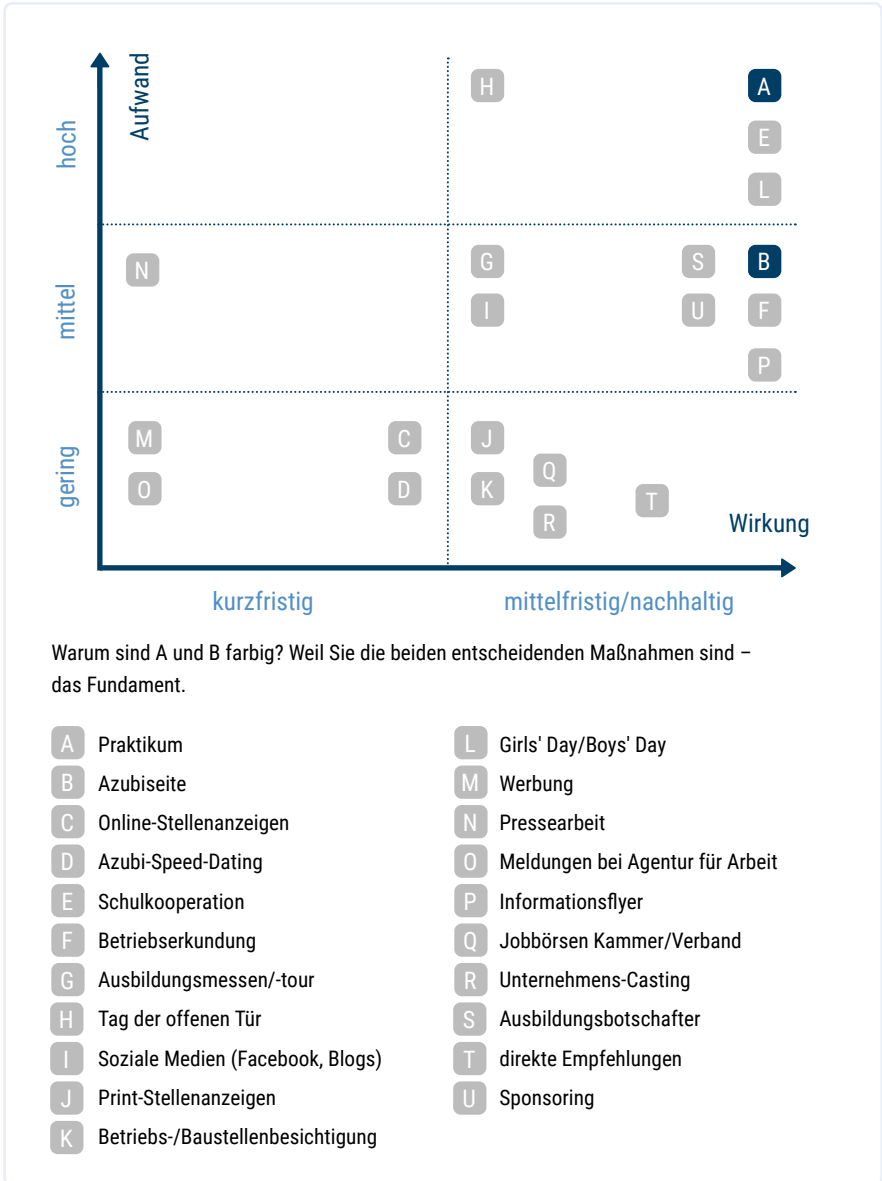 Aufwand
hoch
H
A
E
L
mittel
N
G
S
B
I
U
F
P
gering
M
C
J
Q
O
D
K
T
R
Wirkung
kurzfristig
mittelfristig/nachhaltig
Warum sind A und B farbig? Weil Sie die beiden entscheidenden Maßnahmen sind –
das Fundament.
A Praktikum
B Azubiseite
C Online-Stellenanzeigen
D Azubi-Speed-Dating
E Schulkooperation
F Betriebserkundung
G Ausbildungsmessen/-tour
H Tag der offenen Tür
I Soziale Medien (Facebook, Blogs)
J Print-Stellenanzeigen
K Betriebs-/Baustellenbesichtigung
L Girls' Day/Boys' Day
M Werbung
N Pressearbeit
O Meldungen bei Agentur für Arbeit
P Informationsflyer
Q Jobbörsen Kammer/Verband
R Unternehmens-Casting
S Ausbildungsbotschafter
T direkte Empfehlungen
U Sponsoring